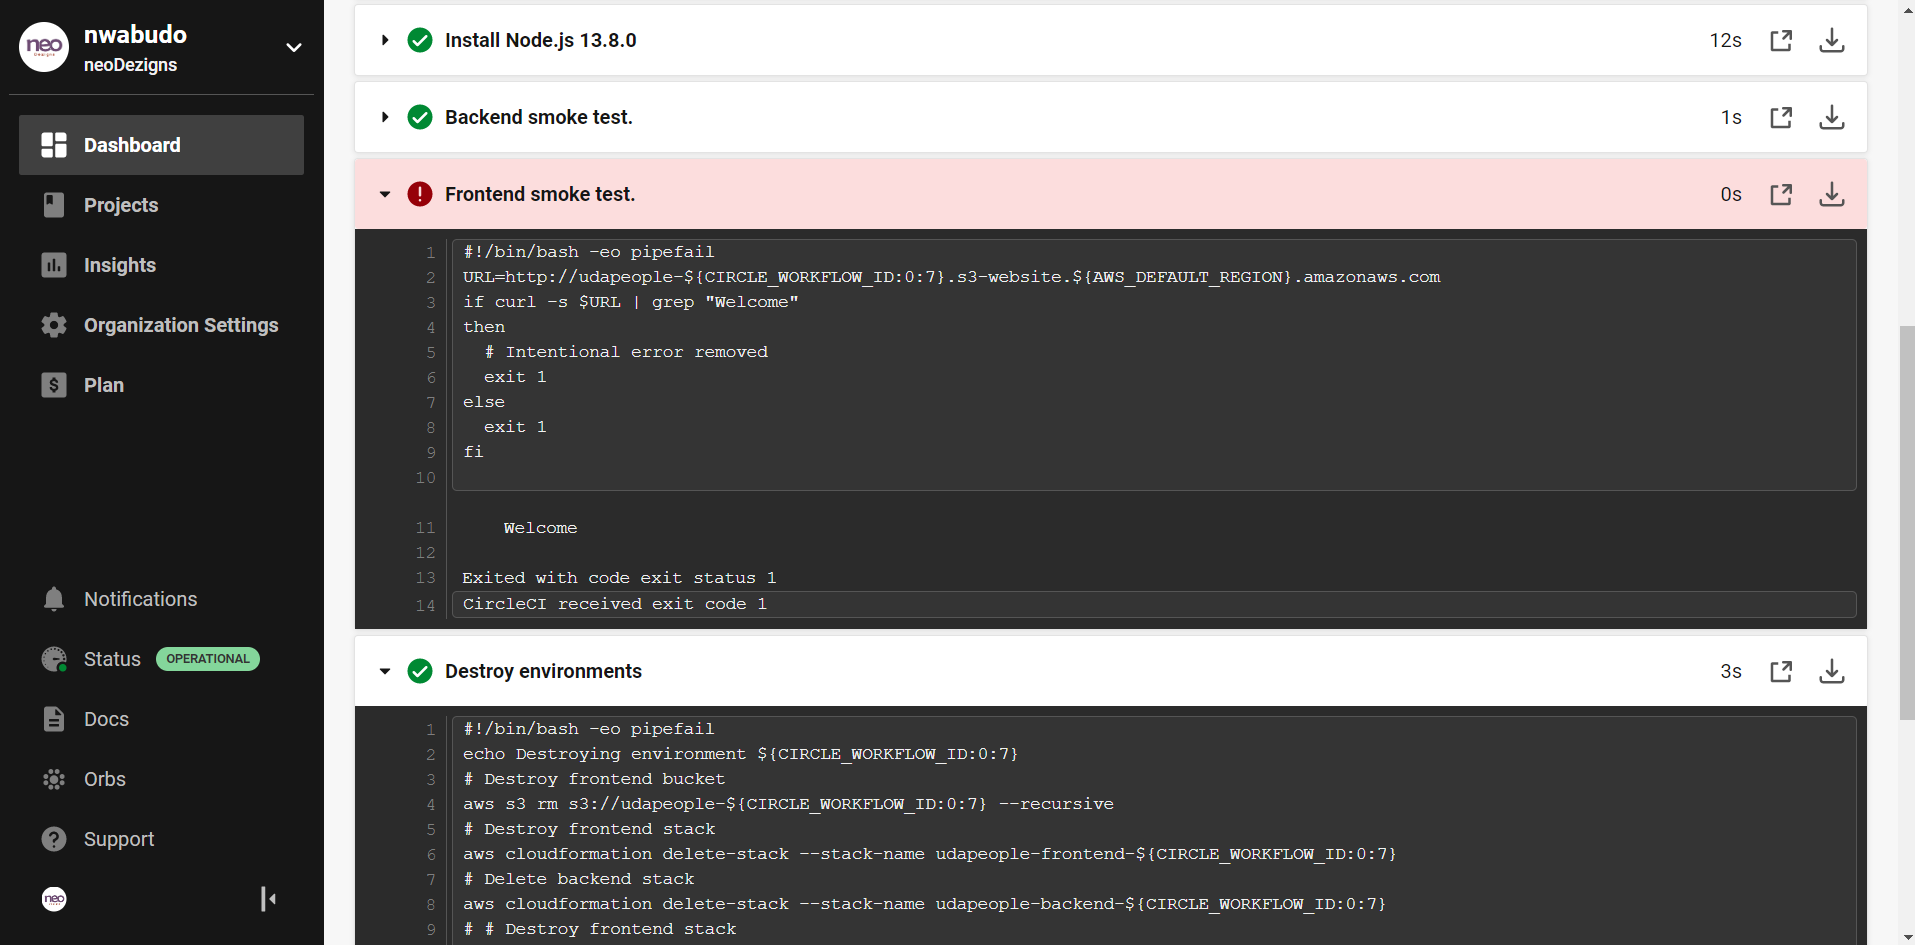 neo
Dezigns
nwabudo
neoDezigns
Dashboard
Projects
Insights
Organization Settings
$ Plan
Notifications
Status OPERATIONAL
Docs
Orbs
? Support
neo
Install Node.js 13.8.0 12s
Backend smoke test. 1s
! Frontend smoke test. 0s
1 #!/bin/bash -eo pipefail
2 URL=http://udapeople-${CIRCLE_WORKFLOW_ID:0:7}.s3-website.${AWS_DEFAULT_REGION}.amazonaws.com
3 if curl -s $URL | grep "Welcome"
4 then
5   # Intentional error removed
6   exit 1
7 else
8   exit 1
9 fi
10
11     Welcome
12
13 Exited with code exit status 1
14 CircleCI received exit code 1
Destroy environments 3s
1 #!/bin/bash -eo pipefail
2 echo Destroying environment ${CIRCLE_WORKFLOW_ID:0:7}
3 # Destroy frontend bucket
4 aws s3 rm s3://udapeople-${CIRCLE_WORKFLOW_ID:0:7} --recursive
5 # Destroy frontend stack
6 aws cloudformation delete-stack --stack-name udapeople-frontend-${CIRCLE_WORKFLOW_ID:0:7}
7 # Delete backend stack
8 aws cloudformation delete-stack --stack-name udapeople-backend-${CIRCLE_WORKFLOW_ID:0:7}
9 # # Destroy frontend stack